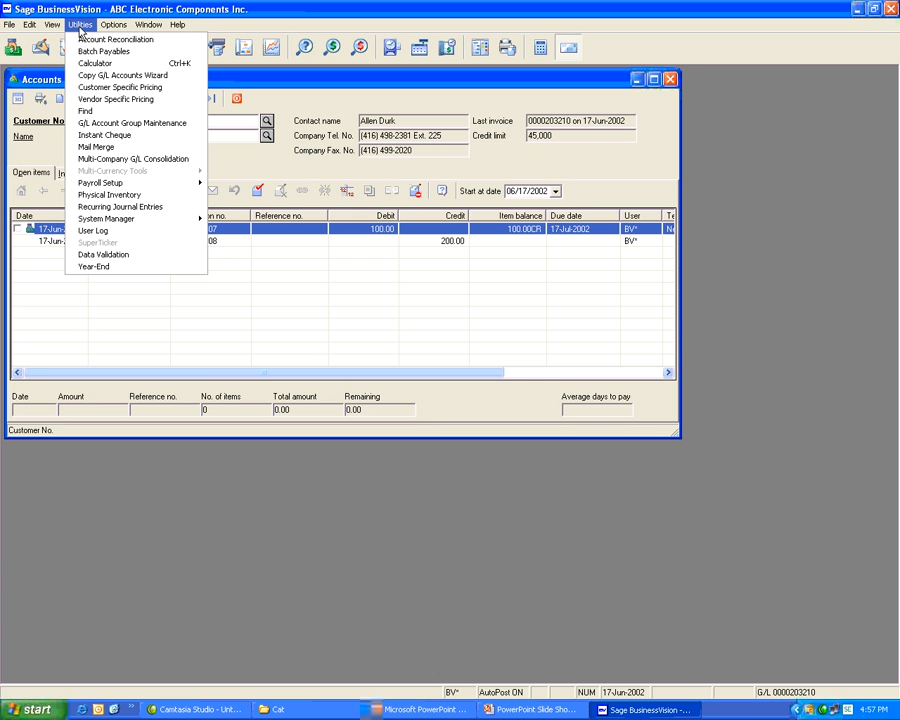 Sage BusinessVision - ABC Electronic Components Inc.
File Edit View Utilities Options Window Help
Account Reconciliation
Batch Payables
Calculator Ctrl+K
Copy G/L Accounts Wizard
Customer Specific Pricing
Vendor Specific Pricing
Find
G/L Account Group Maintenance
Instant Cheque
Mail Merge
Multi-Company G/L Consolidation
Multi-Currency Tools
Payroll Setup
Physical Inventory
Recurring Journal Entries
System Manager
User Log
SuperTicker
Data Validation
Year-End
Accounts
Customer No.
Name
Contact name Allen Durk Last invoice 0000203210 on 17-Jun-2002
Company Tel. No. (416) 498-2381 Ext. 225 Credit limit 45,000
Company Fax. No. (416) 499-2020
Open items
Start at date 06/17/2002
Date on no. Reference no. Debit Credit Item balance Due date User Te
17-Jun- 07 100.00 100.00CR 17-Jul-2002 BV* Ne
17-Jun- 08 200.00 BV*
Date Amount Reference no. No. of items Total amount Remaining Average days to pay
0 0.00 0.00
Customer No.
BV* AutoPost ON NUM 17-Jun-2002 G/L 0000203210
start Camtasia Studio - Unt... Cat Microsoft PowerPoint ... PowerPoint Slide Sho... Sage BusinessVision -... SE 4:57 PM